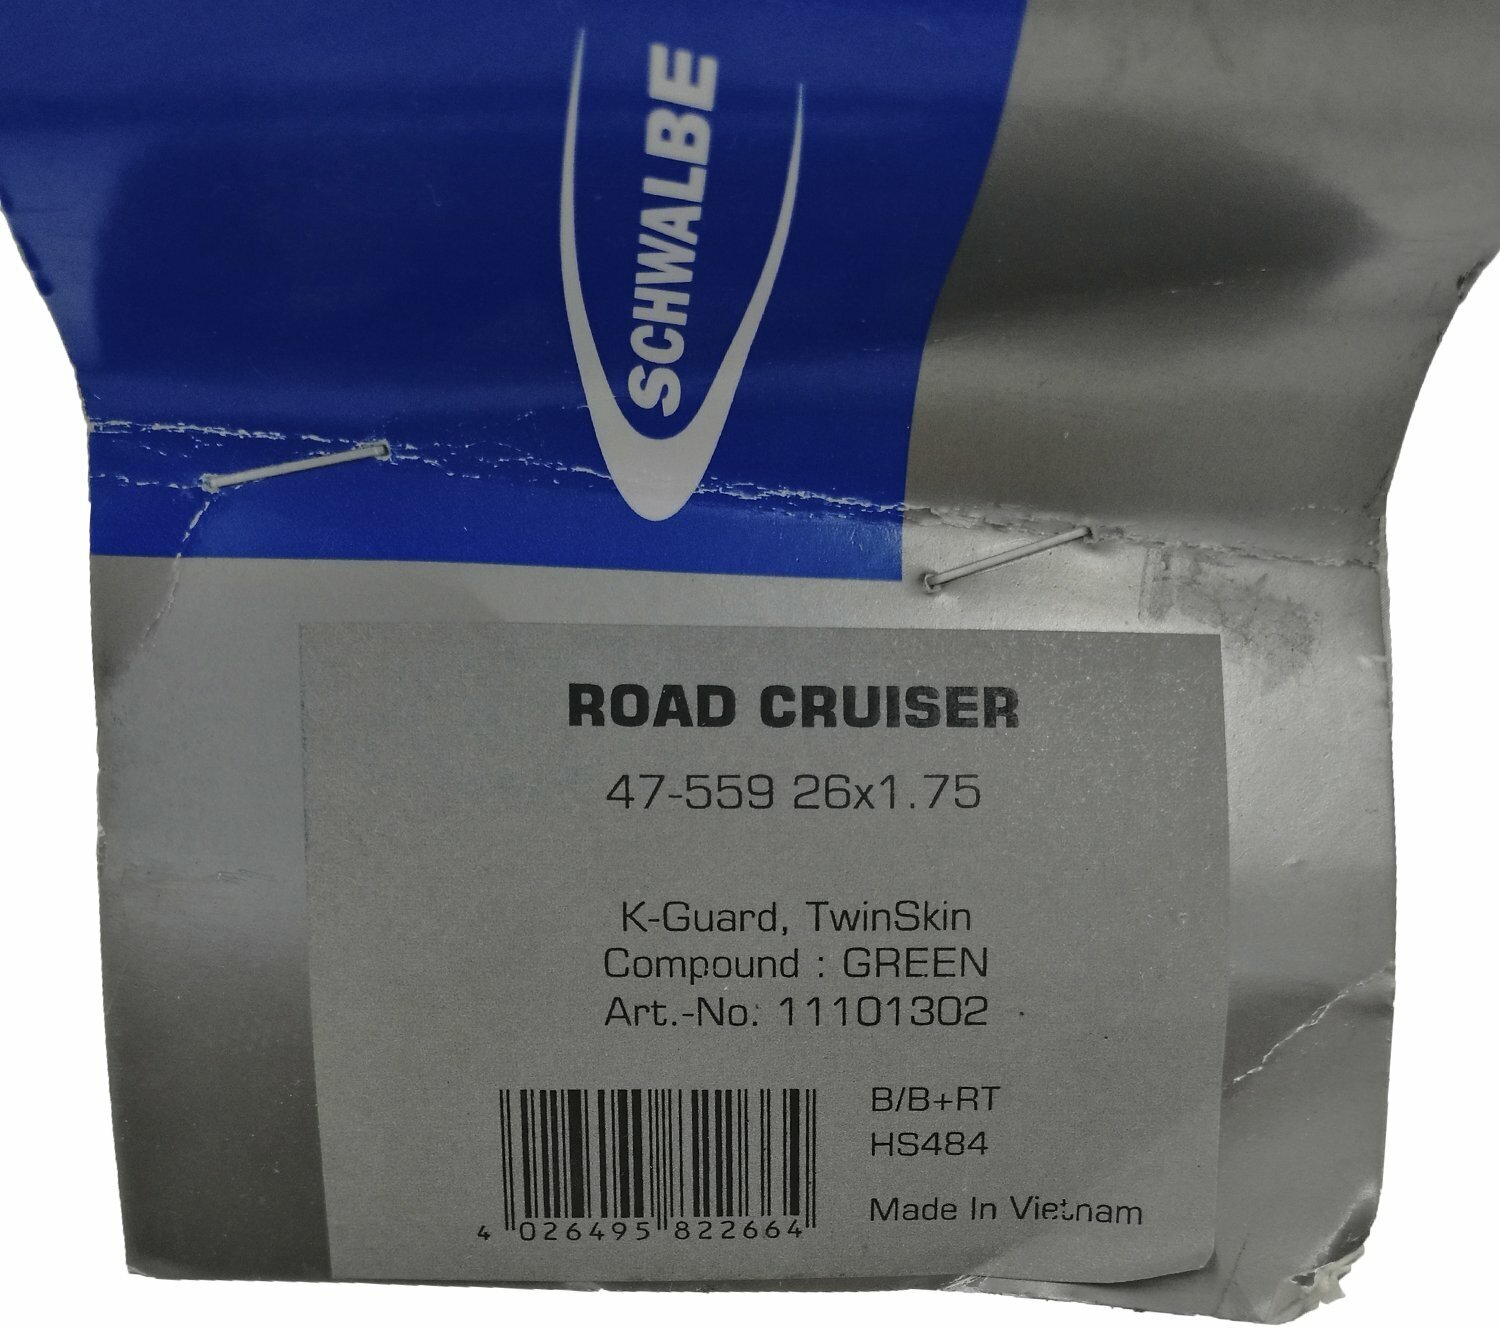 SCHWALBE
ROAD CRUISER
47-559 26x1.75
K-Guard, TwinSkin
Compound : GREEN
Art.-No. 11101302
B/B+RT
HS484
Made In Vietnam
4 026495 822664